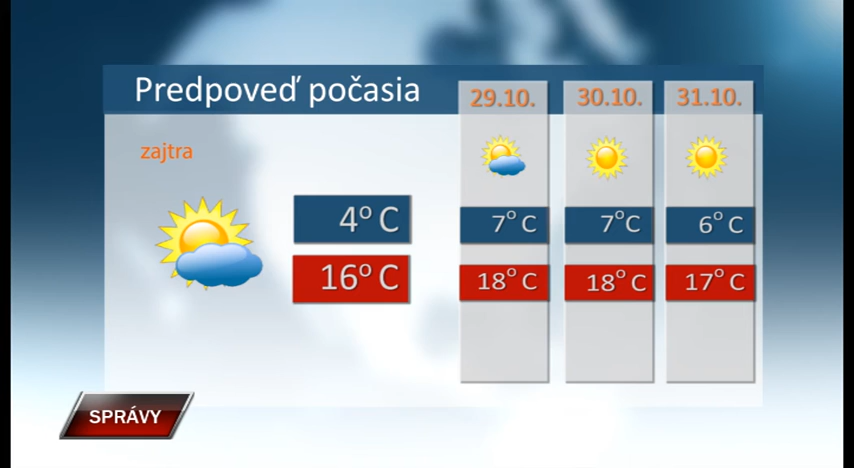 Predpoveď počasia
zajtra
4° C
16° C
29.10.
7° C
18° C
30.10.
7°C
18° C
31.10.
6° C
17° C
SPRÁVY